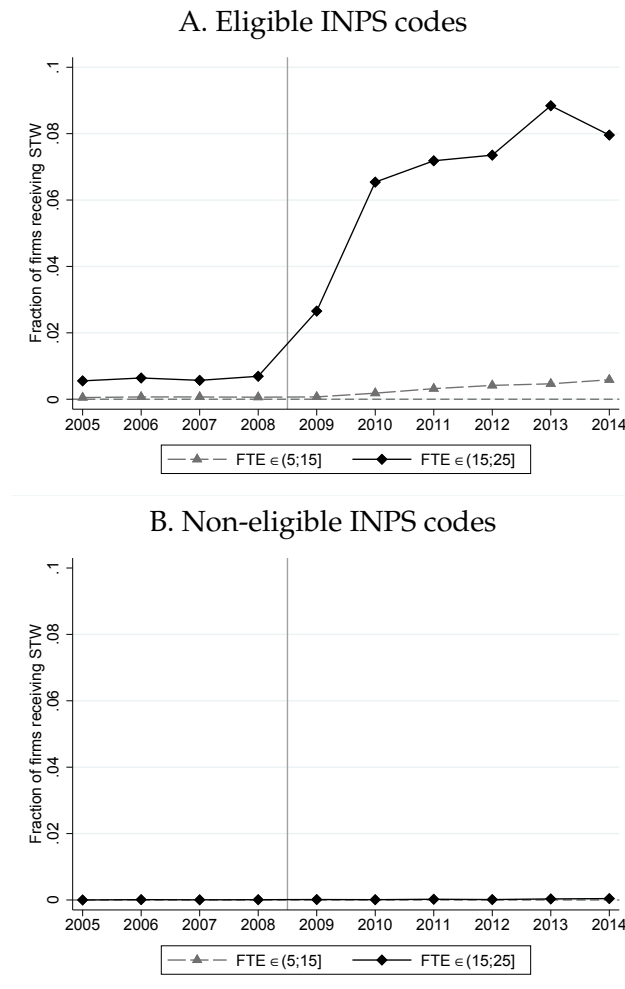 A. Eligible INPS codes
Fraction of firms receiving STW
.1
.08
.06
.04
.02
0
2005 2006 2007 2008 2009 2010 2011 2012 2013 2014
FTE ∈ (5;15] FTE ∈ (15;25]
B. Non-eligible INPS codes
Fraction of firms receiving STW
.1
.08
.06
.04
.02
0
2005 2006 2007 2008 2009 2010 2011 2012 2013 2014
FTE ∈ (5;15] FTE ∈ (15;25]